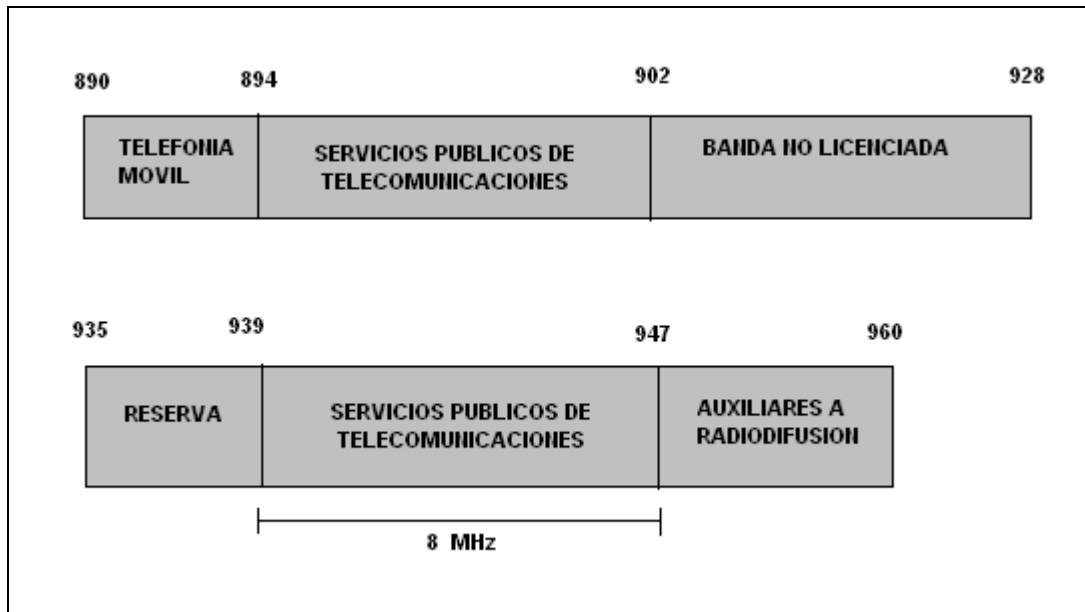 890 894 902 928
TELEFONIA
MOVIL
SERVICIOS PUBLICOS DE
TELECOMUNICACIONES
BANDA NO LICENCIADA
935 939 947 960
RESERVA
SERVICIOS PUBLICOS DE
TELECOMUNICACIONES
AUXILIARES A
RADIODIFUSION
8 MHz